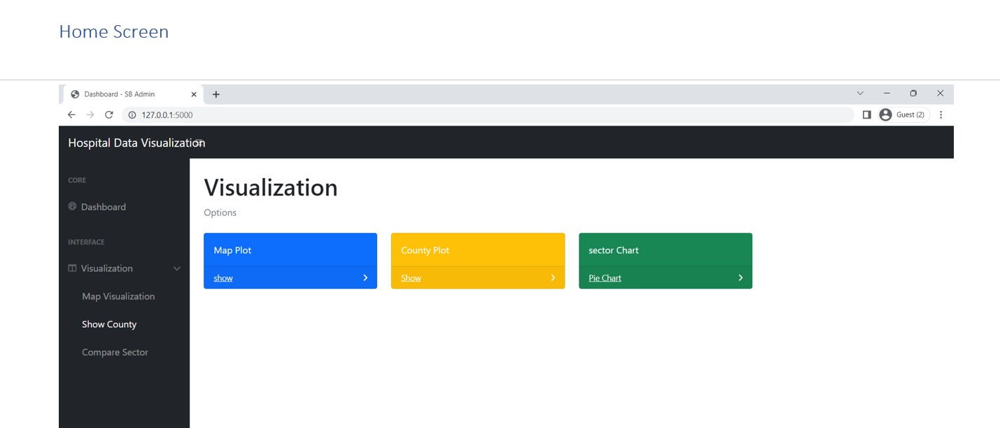 Home Screen
Dashboard - SB Admin
127.0.0.1:5000
Guest (2)
Hospital Data Visualization
CORE
Dashboard
INTERFACE
Visualization
Map Visualization
Show County
Compare Sector
Visualization
Options
Map Plot
show
County Plot
Show
sector Chart
Pie Chart